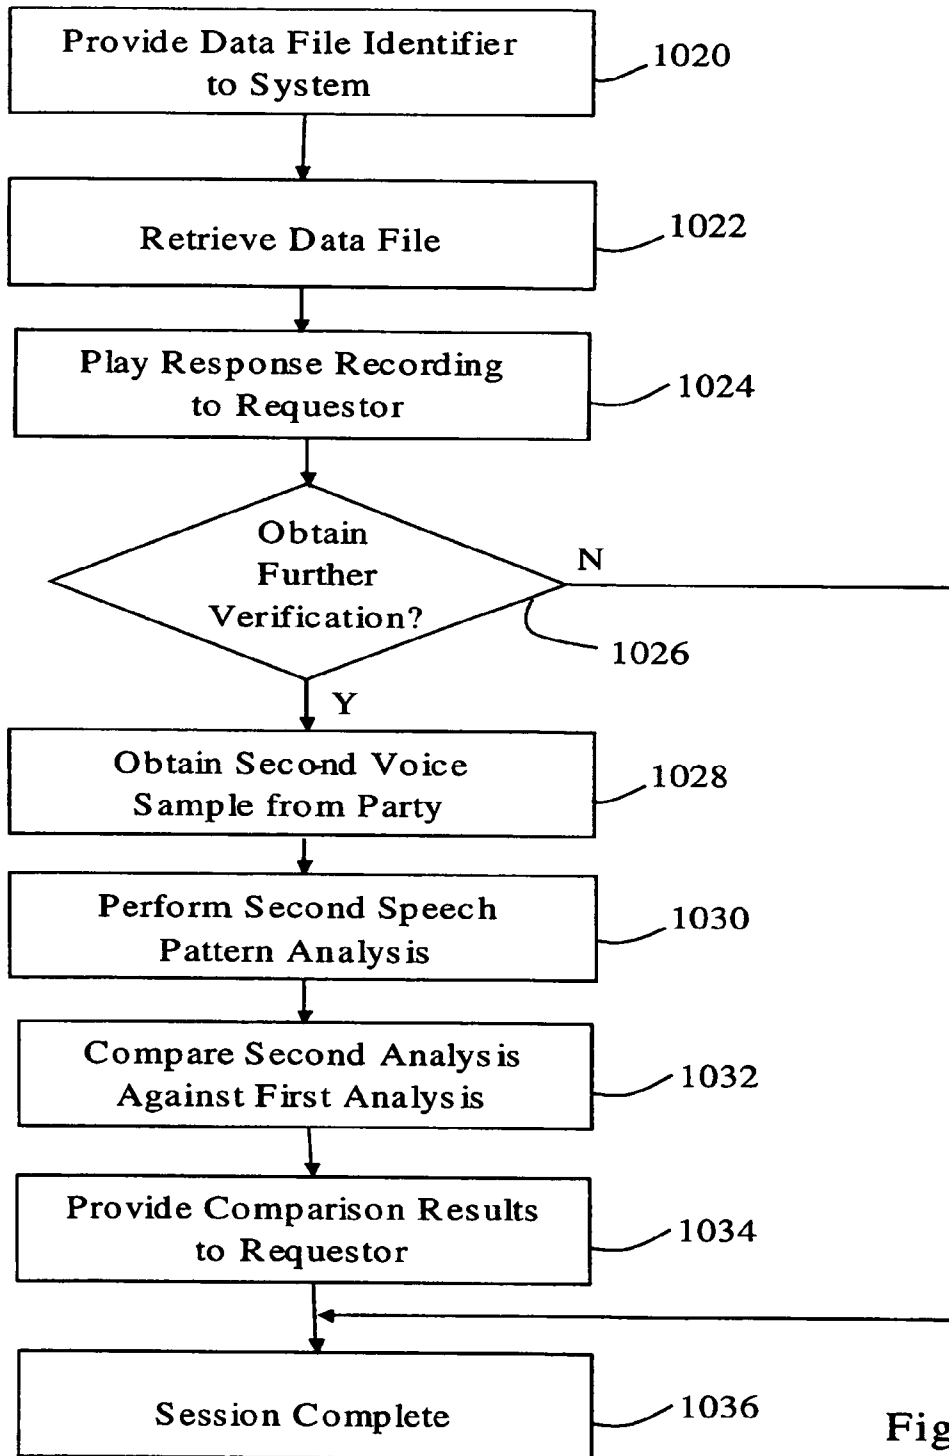 Provide Data File Identifier
to System
1020
Retrieve Data File
1022
Play Response Recording
to Requestor
1024
Obtain
Further
Verification?
N
1026
Y
Obtain Second Voice
Sample from Party
1028
Perform Second Speech
Pattern Analysis
1030
Compare Second Analysis
Against First Analysis
1032
Provide Comparison Results
to Requestor
1034
Session Complete
1036
Fig